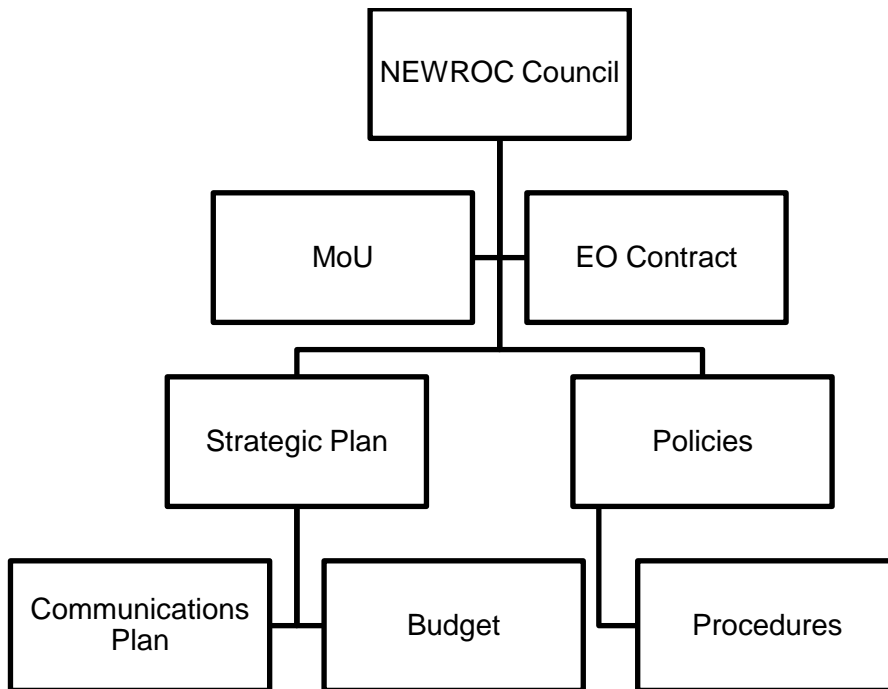 NEWROC Council
MoU
EO Contract
Strategic Plan
Policies
Communications
Plan
Budget
Procedures